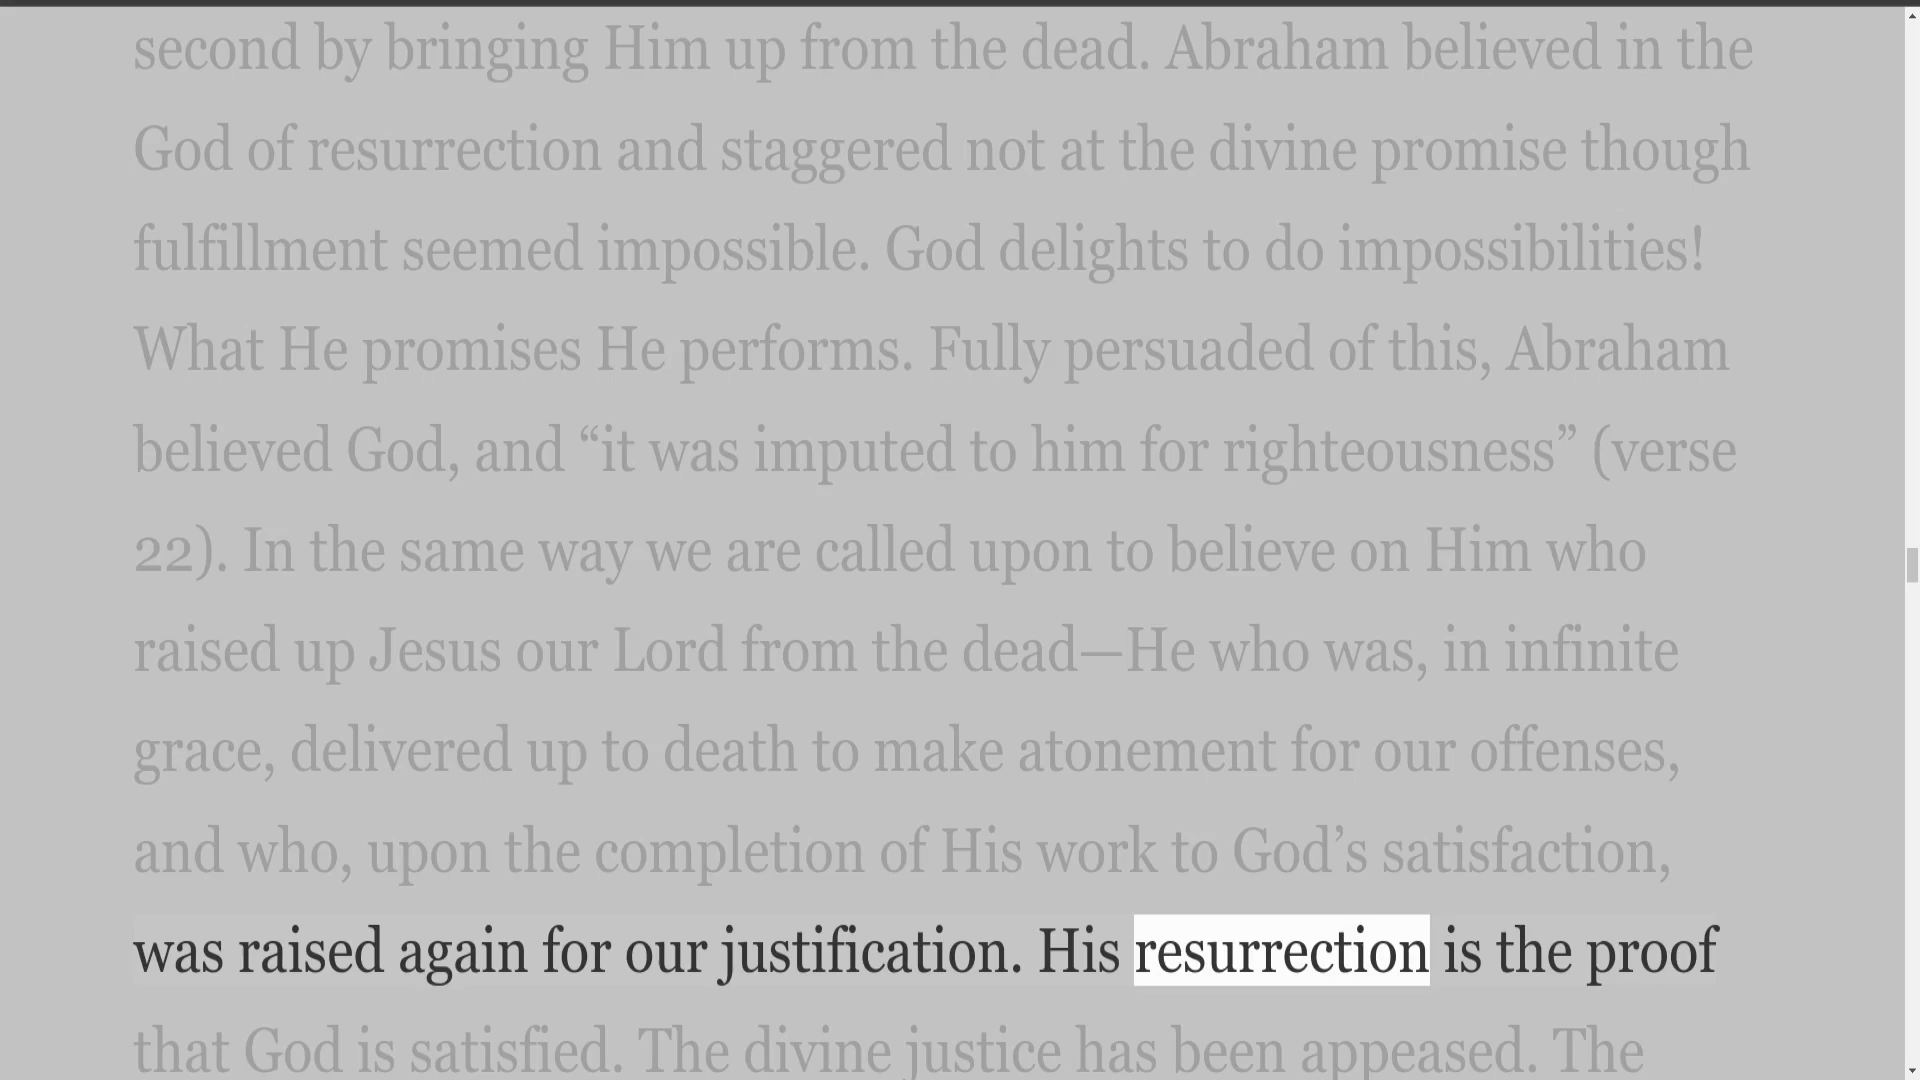 second by bringing Him up from the dead. Abraham believed in the
God of resurrection and staggered not at the divine promise though
fulfillment seemed impossible. God delights to do impossibilities!
What He promises He performs. Fully persuaded of this, Abraham
believed God, and “it was imputed to him for righteousness” (verse
22). In the same way we are called upon to believe on Him who
raised up Jesus our Lord from the dead—He who was, in infinite
grace, delivered up to death to make atonement for our offenses,
and who, upon the completion of His work to God’s satisfaction,
was raised again for our justification. His resurrection is the proof
that God is satisfied. The divine justice has been appeased. The